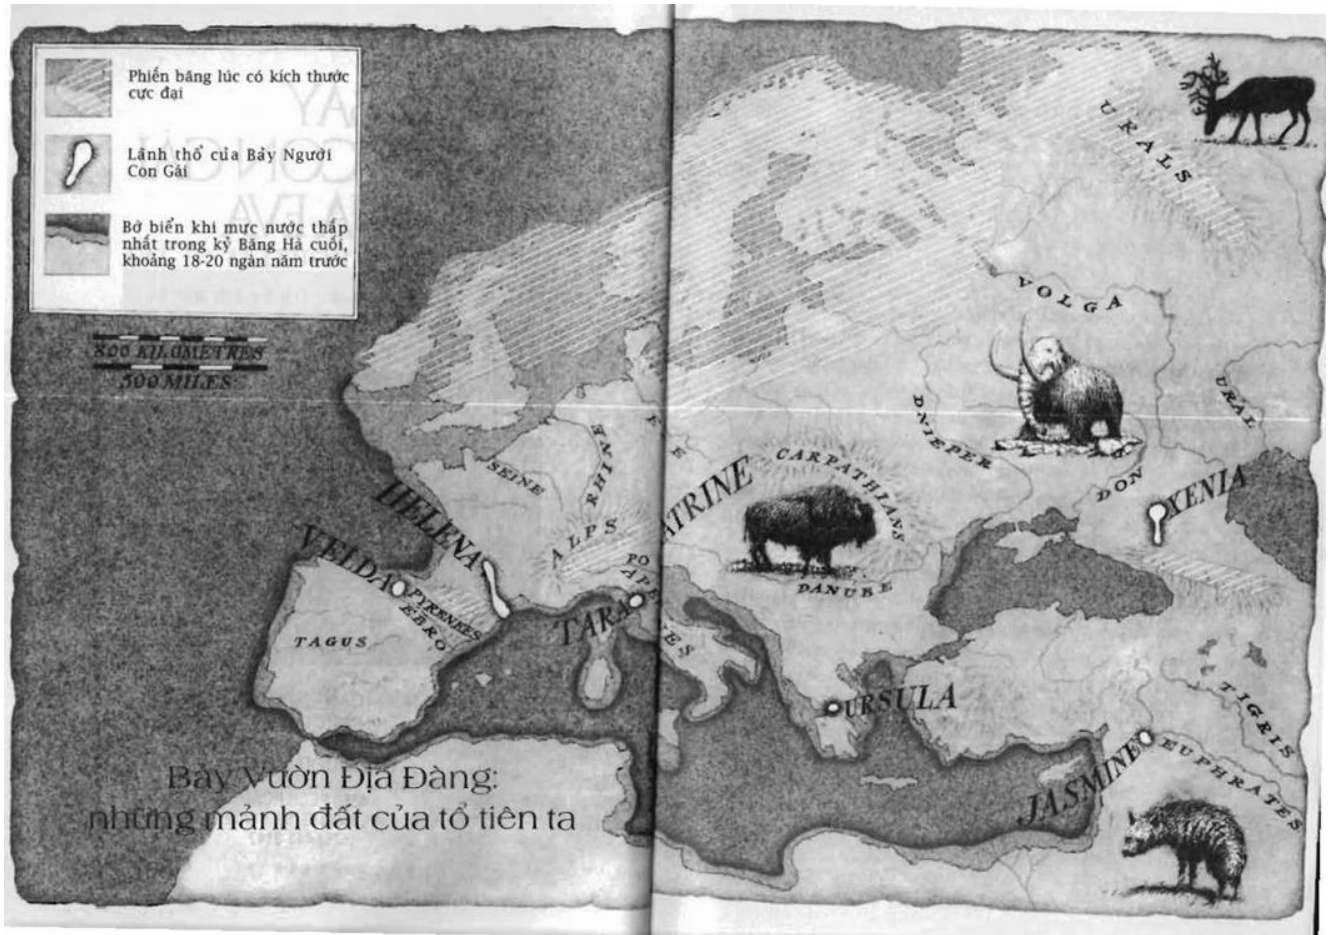 Phiến băng lúc có kích thước
cực đại
Lãnh thổ của Bảy Người
Con Gái
Bờ biển khi mực nước thấp
nhất trong kỷ Băng Hà cuối,
khoảng 18-20 ngàn năm trước
800 KILOMETRES
500 MILES
URALS
VOLGA
URAL
DNIEPER
DON
XENIA
CARPATHIANS
ATRINE
DANUBE
RHINE
SEINE
ALPS
HELENA
VELDA
PYRENEES
EBRO
TAGUS
PO
TARA
URSULA
TIGRIS
EUPHRATES
JASMINE
Bảy Vườn Địa Đàng:
những mảnh đất của tổ tiên ta